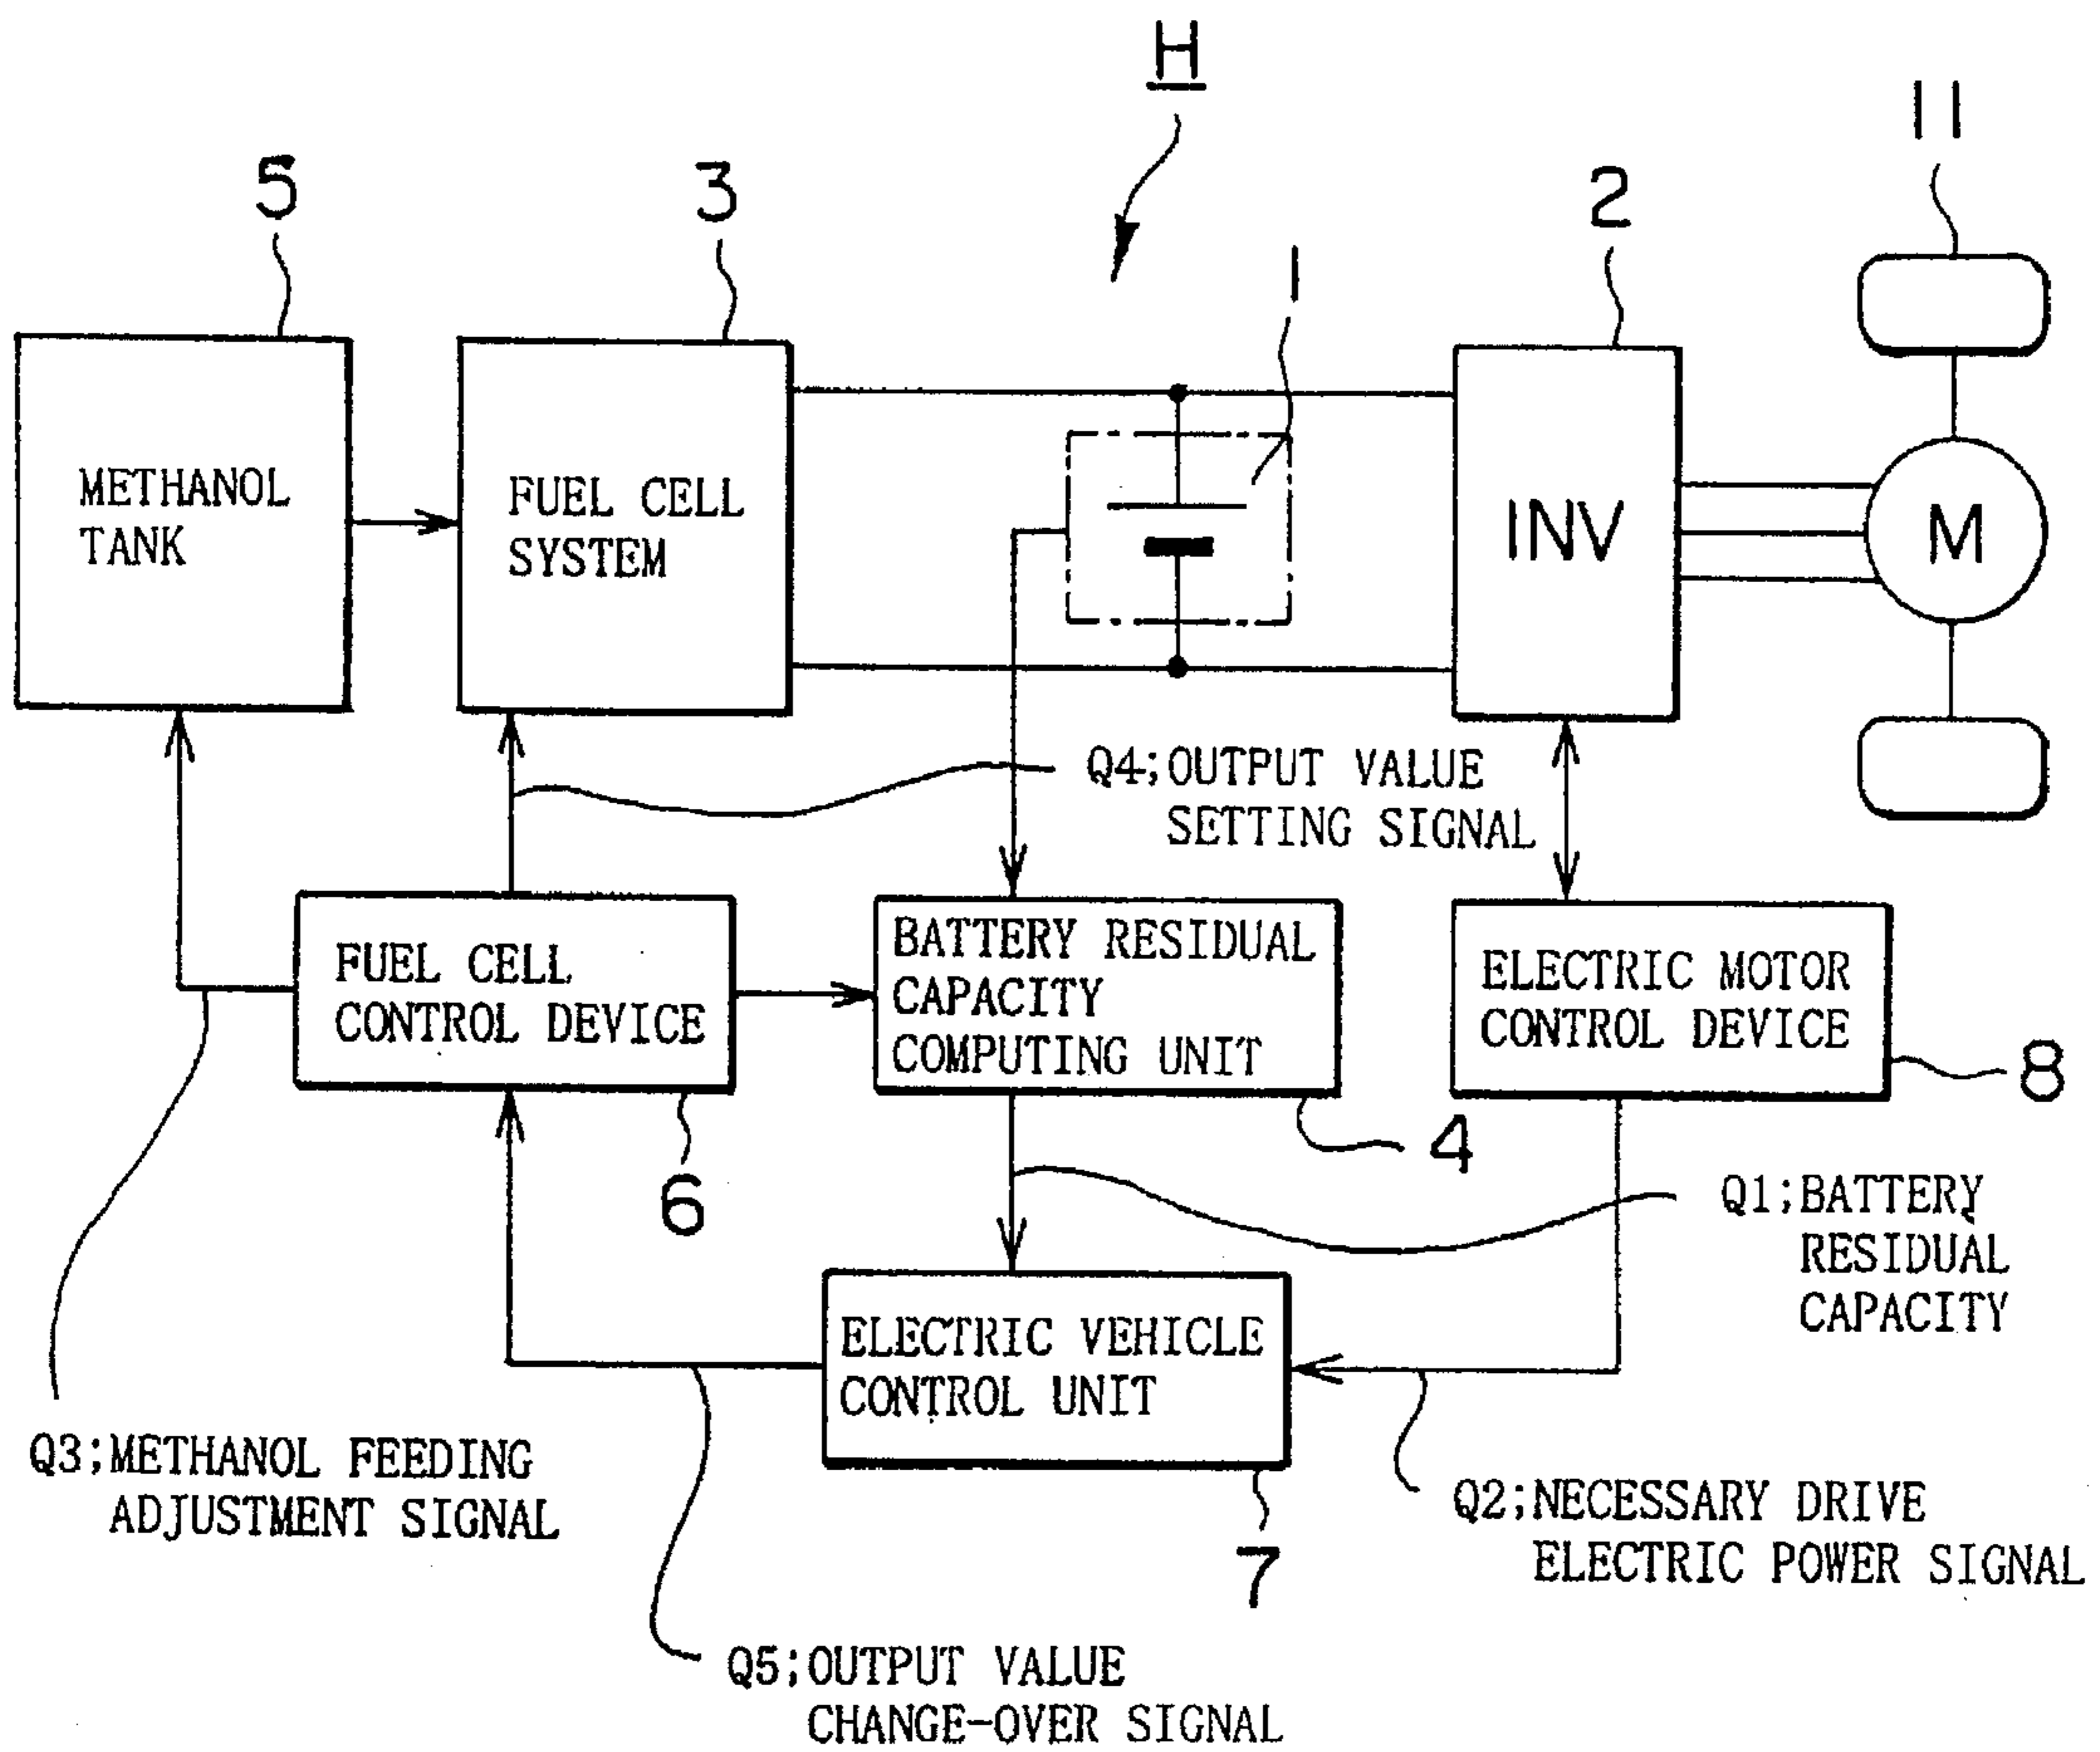 H
11
5
3
2
1
METHANOL
TANK
FUEL CELL
SYSTEM
INV
M
Q4;OUTPUT VALUE
SETTING SIGNAL
FUEL CELL
CONTROL DEVICE
BATTERY RESIDUAL
CAPACITY
COMPUTING UNIT
ELECTRIC MOTOR
CONTROL DEVICE
8
4
6
Q1;BATTERY
RESIDUAL
CAPACITY
ELECTRIC VEHICLE
CONTROL UNIT
Q3;METHANOL FEEDING
ADJUSTMENT SIGNAL
7
Q2;NECESSARY DRIVE
ELECTRIC POWER SIGNAL
Q5;OUTPUT VALUE
CHANGE-OVER SIGNAL